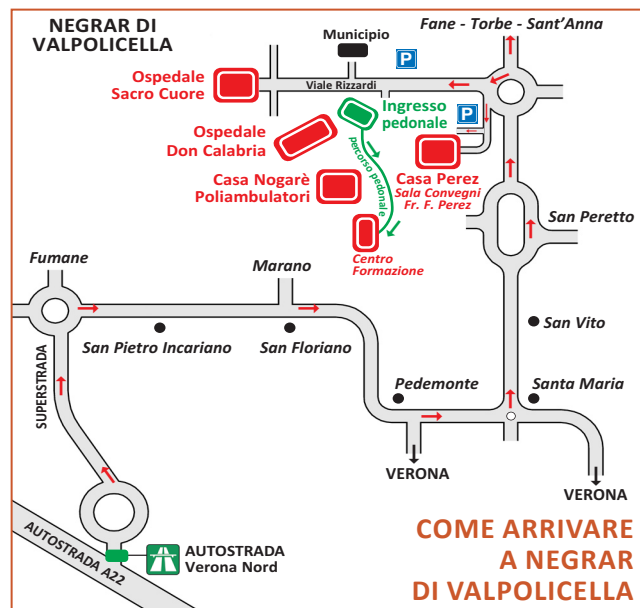 NEGRAR DI
VALPOLICELLA
Municipio
P
Fane - Torbe - Sant'Anna
Ospedale
Sacro Cuore
Viale Rizzardi
Ingresso
pedonale
P
Ospedale
Don Calabria
percorso pedonale
Casa Perez
Sala Convegni
Fr. F. Perez
Casa Nogarè
Poliambulatori
San Peretto
Centro
Formazione
Fumane
Marano
San Vito
San Pietro Incariano
San Floriano
SUPERSTRADA
Pedemonte
Santa Maria
VERONA
VERONA
AUTOSTRADA A22
AUTOSTRADA
Verona Nord
COME ARRIVARE
A NEGRAR
DI VALPOLICELLA